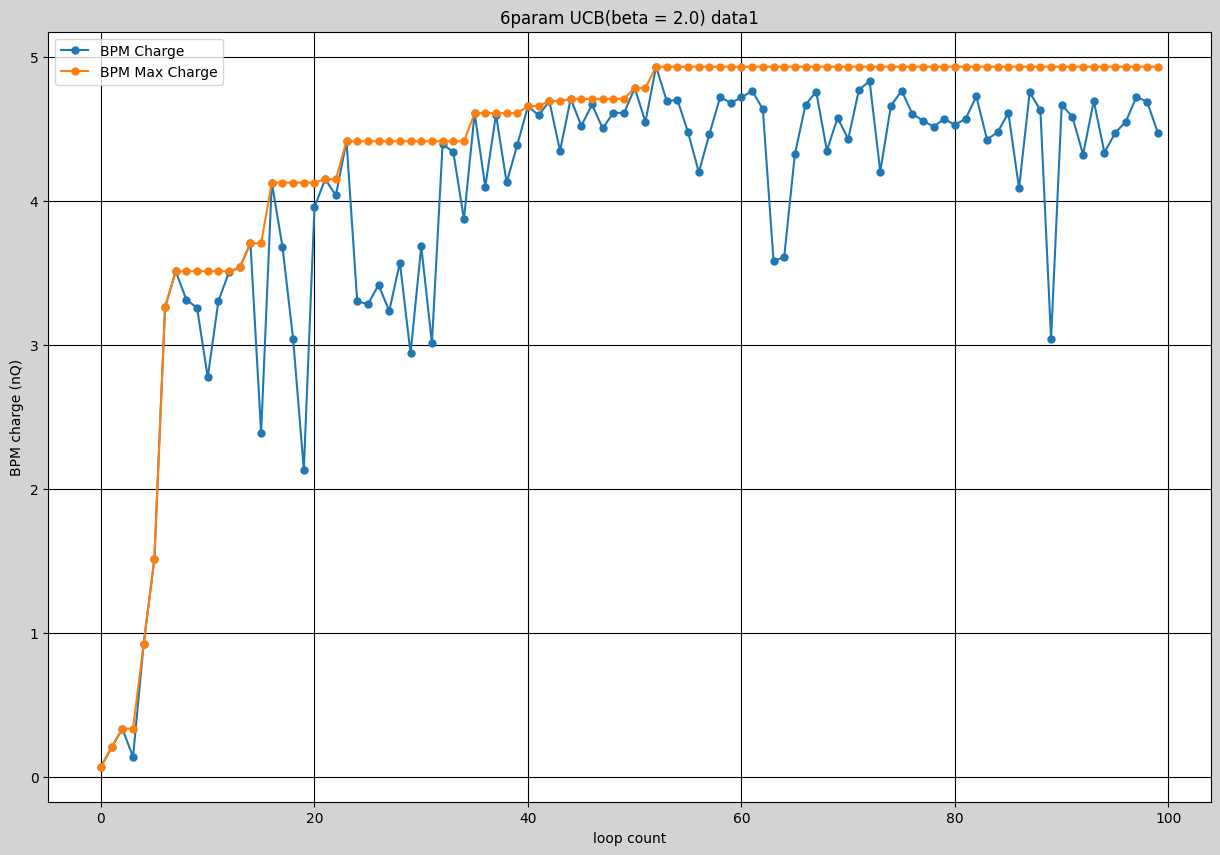 6param UCB(beta = 2.0) data1
BPM Charge
BPM Max Charge
5
4
3
2
1
0
BPM charge (nQ)
0 20 40 60 80 100
loop count